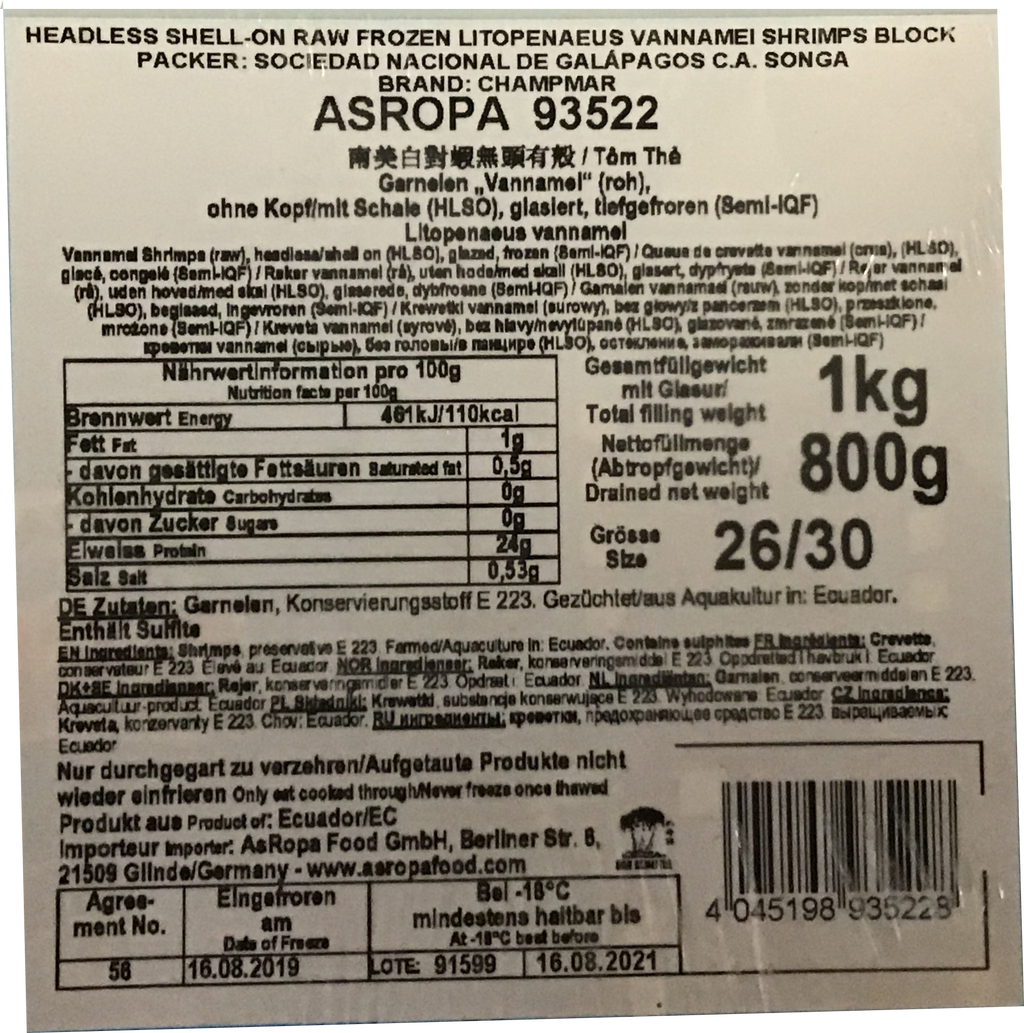 HEADLESS SHELL-ON RAW FROZEN LITOPENAEUS VANNAMEI SHRIMPS BLOCK
PACKER: SOCIEDAD NACIONAL DE GALÁPAGOS C.A. SONGA
BRAND: CHAMPMAR
ASROPA 93522
南美白對蝦無頭有殼 / Tôm Thẻ
Garnelen „Vannamei“ (roh),
ohne Kopf/mit Schale (HLSO), glasiert, tiefgefroren (Semi-IQF)
Litopenaeus vannamei
Vannamei Shrimps (raw), headless/shell on (HLSO), glazed, frozen (Semi-IQF) / Queue de crevette vannamei (crus), (HLSO),
glacé, congelé (Semi-IQF) / Reker vannamei (rå), uten hode/med skall (HLSO), glasert, dypfryste (Semi-IQF) / Rejer vannamei
(rå), uden hoved/med skal (HLSO), glaserede, dybfrosne (Semi-IQF) / Garnalen vannamei (rauw), zonder kop/met schaal
(HLSO), beglaasd, ingevroren (Semi-IQF) / Krewetki vannamei (surowy), bez głowy/z pancerzem (HLSO), przeszklone,
mrożone (Semi-IQF) / Kreveta vannamei (syrové), bez hlavy/nevylúpané (HLSO), glazované, zmrazené (Semi-IQF) /
креветки vannamei (сырые), без головы/в панцире (HLSO), (Semi-IQF)
Nährwertinformation pro 100g
Nutrition facts per 100g
Brennwert Energy 461kJ/110kcal
Fett Fat 1g
- davon gesättigte Fettsäuren Saturated fat 0,5g
Kohlenhydrate Carbohydrates 0g
- davon Zucker Sugars 0g
Eiweiss Protein 24g
Salz Salt 0,53g
Gesamtfüllgewicht
mit Glasur/
Total filling weight
1kg
Nettofüllmenge
(Abtropfgewicht)/
Drained net weight
800g
Grösse
Size
26/30
DE Zutaten: Garnelen, Konservierungsstoff E 223. Gezüchtet/aus Aquakultur in: Ecuador.
Enthält Sulfite
EN Ingredients: Shrimps, preservative E 223. Farmed/Aquaculture in: Ecuador. Contains sulphites FR Ingrédients: Crevette,
conservateur E 223. Elevé au Ecuador. NOR Ingredienser: Reker, konserveringsmiddel E 223. Oppdretted i havbruk i: Ecuador
DK+SE Ingredienser: Rejer, konserveringsmidler E 223. Opdræt i Ecuador. NL Ingrediënten: Garnalen, conserveermiddelen E 223.
Aquacultuur-product. Ecuador PL Składniki: Krewetki, substancje konserwujące E 223. Wyhodowane: Ecuador CZ Ingredience:
Kreveta, konzervanty E 223. Chov: Ecuador. RU ингредиенты: креветки, предохраняющее средство E 223. выращиваемых
Ecuador
Nur durchgegart zu verzehren/Aufgetaute Produkte nicht
wieder einfrieren Only eat cooked through/Never freeze once thawed
Produkt aus Product of: Ecuador/EC
Importeur Importer: AsRopa Food GmbH, Berliner Str. 6,
21509 Glinde/Germany - www.asropafood.com
Agree-
ment No.
Eingefroren
am
Date of Freeze
Bei -18°C
mindestens haltbar bis
At -18°C best before
56 16.08.2019 LOTE: 91599 16.08.2021
4 045198 935228